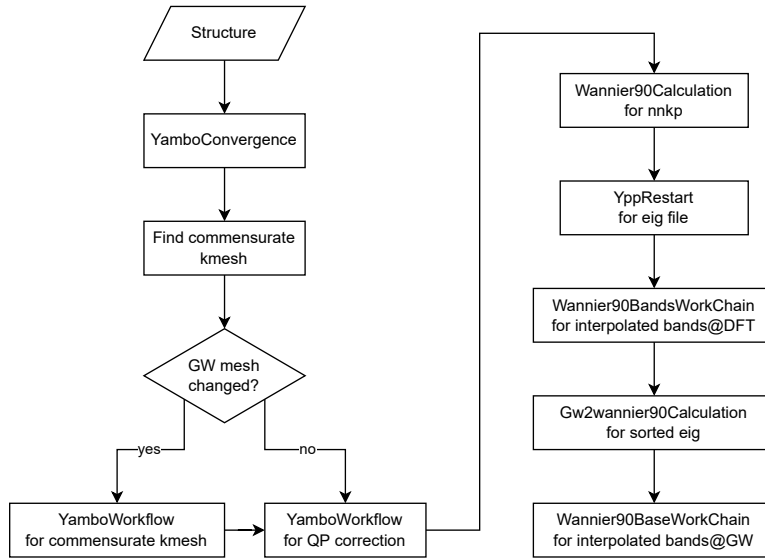 Structure
YamboConvergence
Find commensurate
kmesh
GW mesh
changed?
yes
no
YamboWorkflow
for commensurate kmesh
YamboWorkflow
for QP correction
Wannier90Calculation
for nnkp
YppRestart
for eig file
Wannier90BandsWorkChain
for interpolated bands@DFT
Gw2wannier90Calculation
for sorted eig
Wannier90BaseWorkChain
for interpolated bands@GW